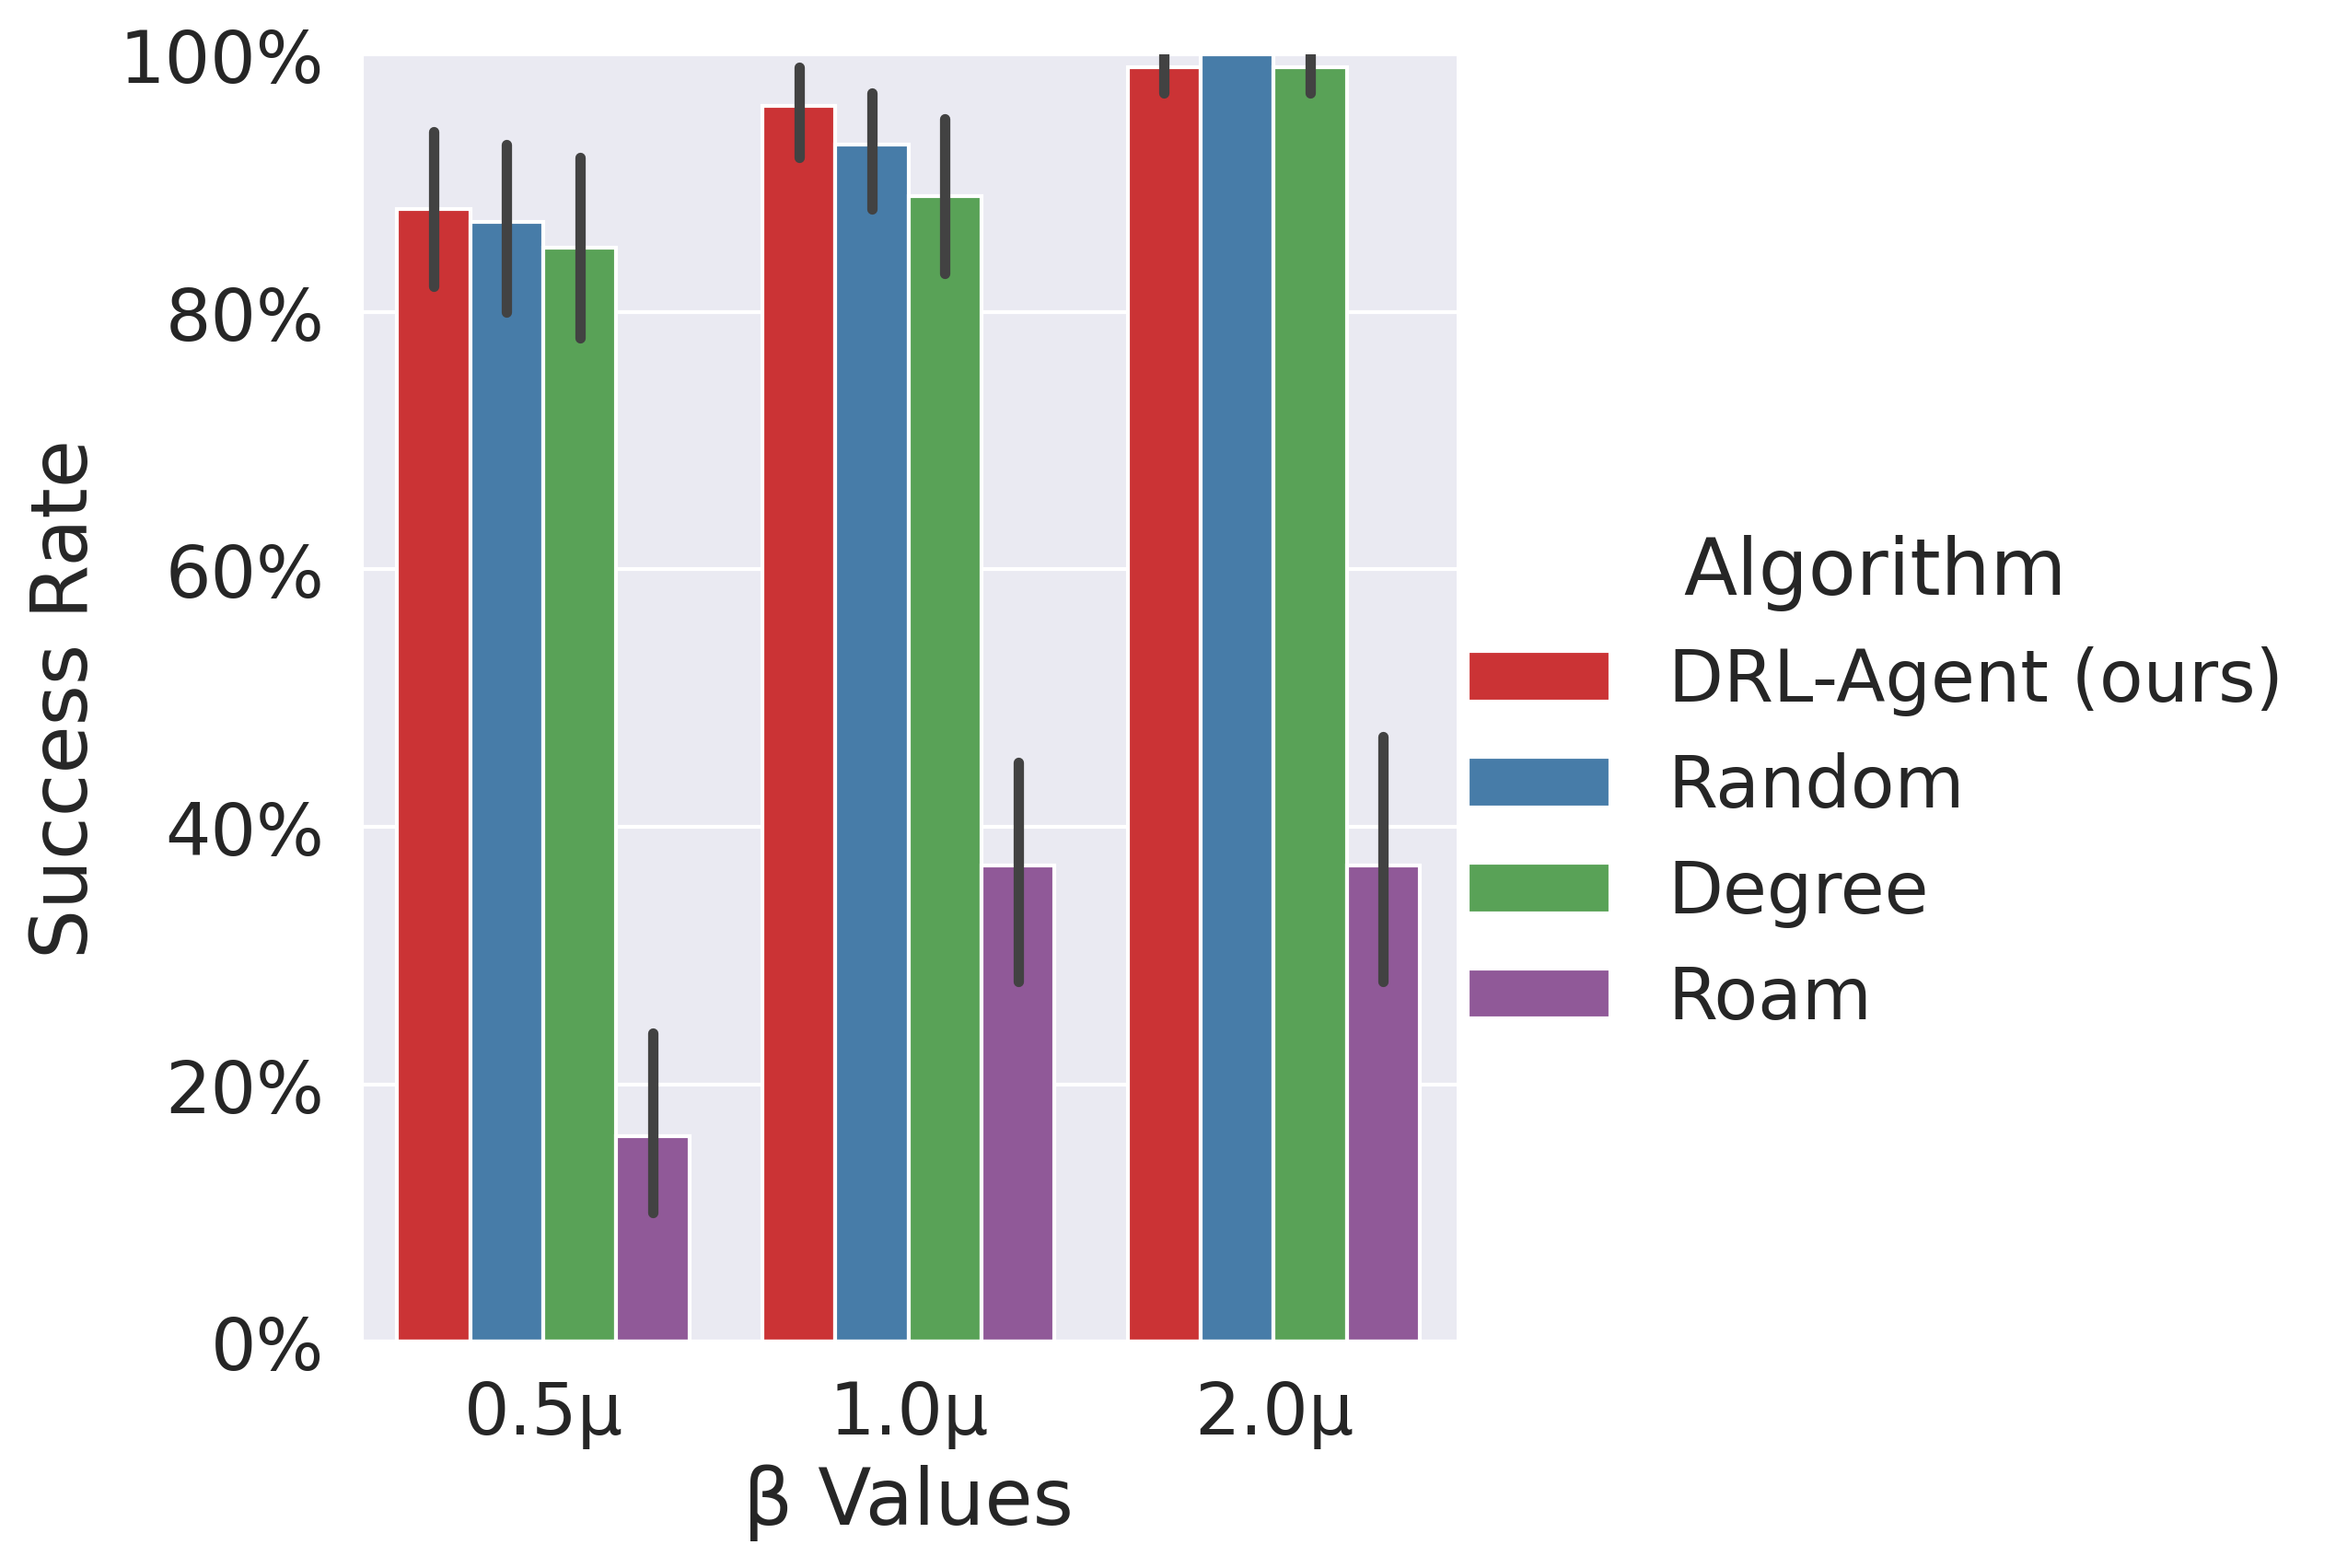 100%
80%
60%
40%
20%
0%
Success Rate
0.5μ 1.0μ 2.0μ
β Values
Algorithm
DRL-Agent (ours)
Random
Degree
Roam